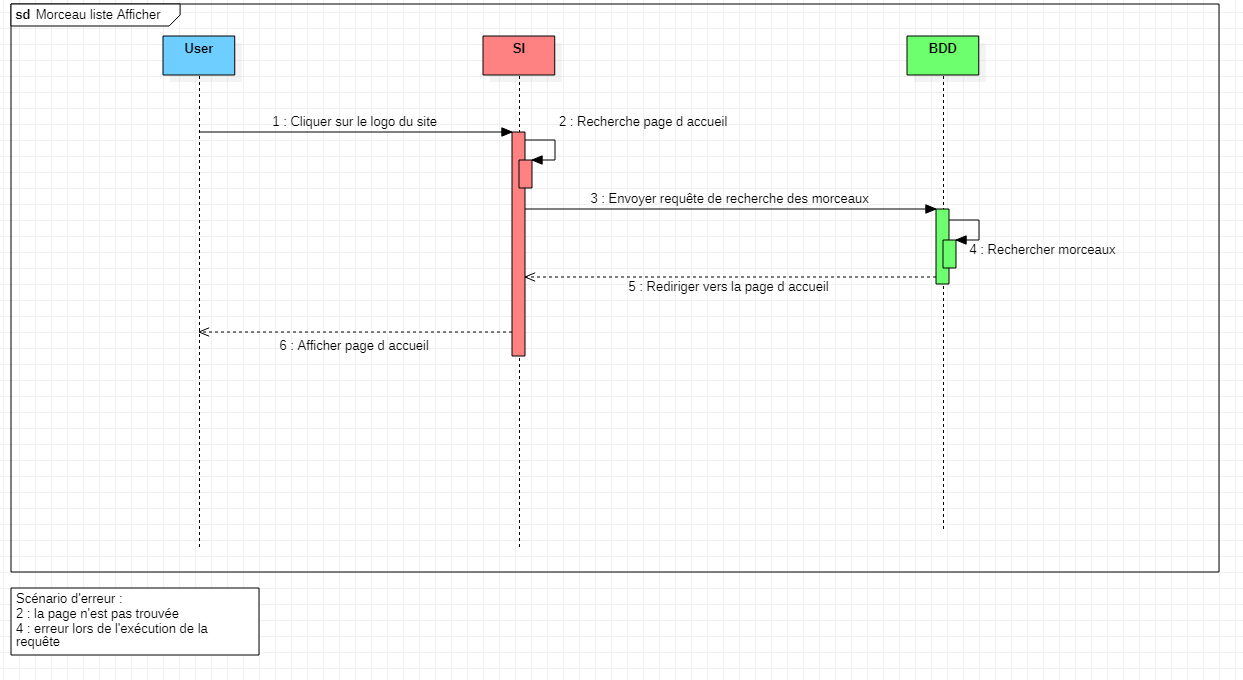 sd Morceau liste Afficher
User
SI
BDD
1 : Cliquer sur le logo du site
2 : Recherche page d accueil
3 : Envoyer requête de recherche des morceaux
4 : Rechercher morceaux
5 : Rediriger vers la page d accueil
6 : Afficher page d accueil
Scénario d'erreur :
2 : la page n'est pas trouvée
4 : erreur lors de l'exécution de la
requête